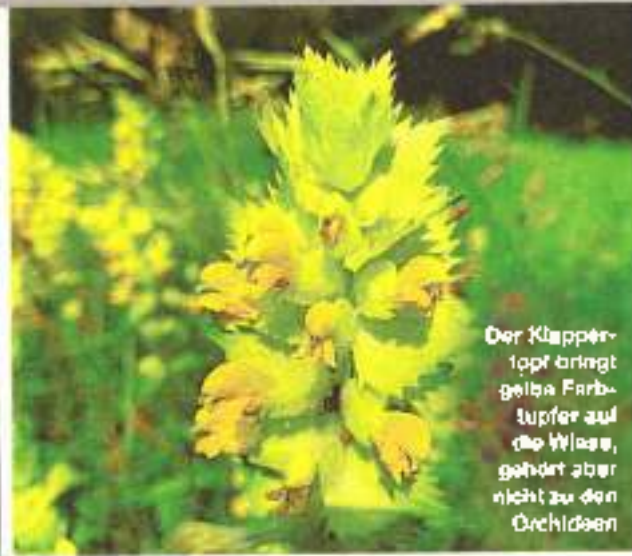 Der Klapper-
topf bringt
gelbe Farb-
tupfer auf
die Wiese,
gehört aber
nicht zu den
Orchideen